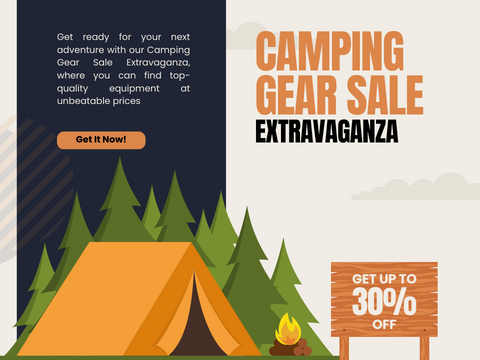 Get ready for your next
adventure with our Camping
Gear Sale Extravaganza,
where you can find top-
quality equipment at
unbeatable prices
Get It Now!
CAMPING
GEAR SALE
EXTRAVAGANZA
GET UP TO
30%
OFF